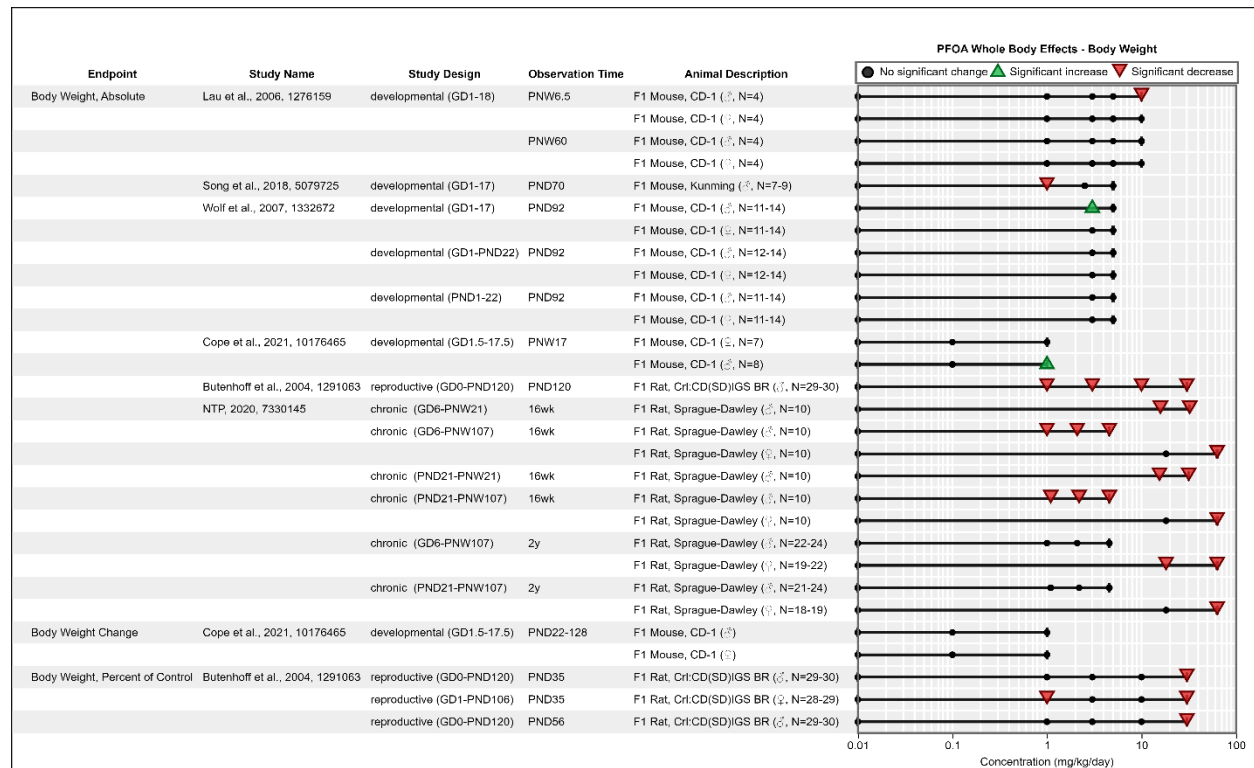 PFOA Whole Body Effects - Body Weight
Endpoint Study Name Study Design Observation Time Animal Description No significant change Significant increase Significant decrease
Body Weight, Absolute Lau et al., 2006, 1276159 developmental (GD1-18) PNW6.5 F1 Mouse, CD-1 (♂, N=4)
F1 Mouse, CD-1 (♀, N=4)
PNW60 F1 Mouse, CD-1 (♂, N=4)
F1 Mouse, CD-1 (♀, N=4)
Song et al., 2018, 5079725 developmental (GD1-17) PND70 F1 Mouse, Kunming (♂, N=7-9)
Wolf et al., 2007, 1332672 developmental (GD1-17) PND92 F1 Mouse, CD-1 (♂, N=11-14)
F1 Mouse, CD-1 (♀, N=11-14)
developmental (GD1-PND22) PND92 F1 Mouse, CD-1 (♂, N=12-14)
F1 Mouse, CD-1 (♀, N=12-14)
developmental (PND1-22) PND92 F1 Mouse, CD-1 (♂, N=11-14)
F1 Mouse, CD-1 (♀, N=11-14)
Cope et al., 2021, 10176465 developmental (GD1.5-17.5) PNW17 F1 Mouse, CD-1 (♀, N=7)
F1 Mouse, CD-1 (♂, N=8)
Butenhoff et al., 2004, 1291063 reproductive (GD0-PND120) PND120 F1 Rat, Crl:CD(SD)IGS BR (♂, N=29-30)
NTP, 2020, 7330145 chronic (GD6-PNW21) 16wk F1 Rat, Sprague-Dawley (♂, N=10)
chronic (GD6-PNW107) 16wk F1 Rat, Sprague-Dawley (♂, N=10)
F1 Rat, Sprague-Dawley (♀, N=10)
chronic (PND21-PNW21) 16wk F1 Rat, Sprague-Dawley (♂, N=10)
chronic (PND21-PNW107) 16wk F1 Rat, Sprague-Dawley (♂, N=10)
F1 Rat, Sprague-Dawley (♀, N=10)
chronic (GD6-PNW107) 2y F1 Rat, Sprague-Dawley (♂, N=22-24)
F1 Rat, Sprague-Dawley (♀, N=19-22)
chronic (PND21-PNW107) 2y F1 Rat, Sprague-Dawley (♂, N=21-24)
F1 Rat, Sprague-Dawley (♀, N=18-19)
Body Weight Change Cope et al., 2021, 10176465 developmental (GD1.5-17.5) PND22-128 F1 Mouse, CD-1 (♂)
F1 Mouse, CD-1 (♀)
Body Weight, Percent of Control Butenhoff et al., 2004, 1291063 reproductive (GD0-PND120) PND35 F1 Rat, Crl:CD(SD)IGS BR (♂, N=29-30)
reproductive (GD1-PND106) PND35 F1 Rat, Crl:CD(SD)IGS BR (♀, N=28-29)
reproductive (GD0-PND120) PND56 F1 Rat, Crl:CD(SD)IGS BR (♂, N=29-30)
0.01 0.1 1 10 100
Concentration (mg/kg/day)